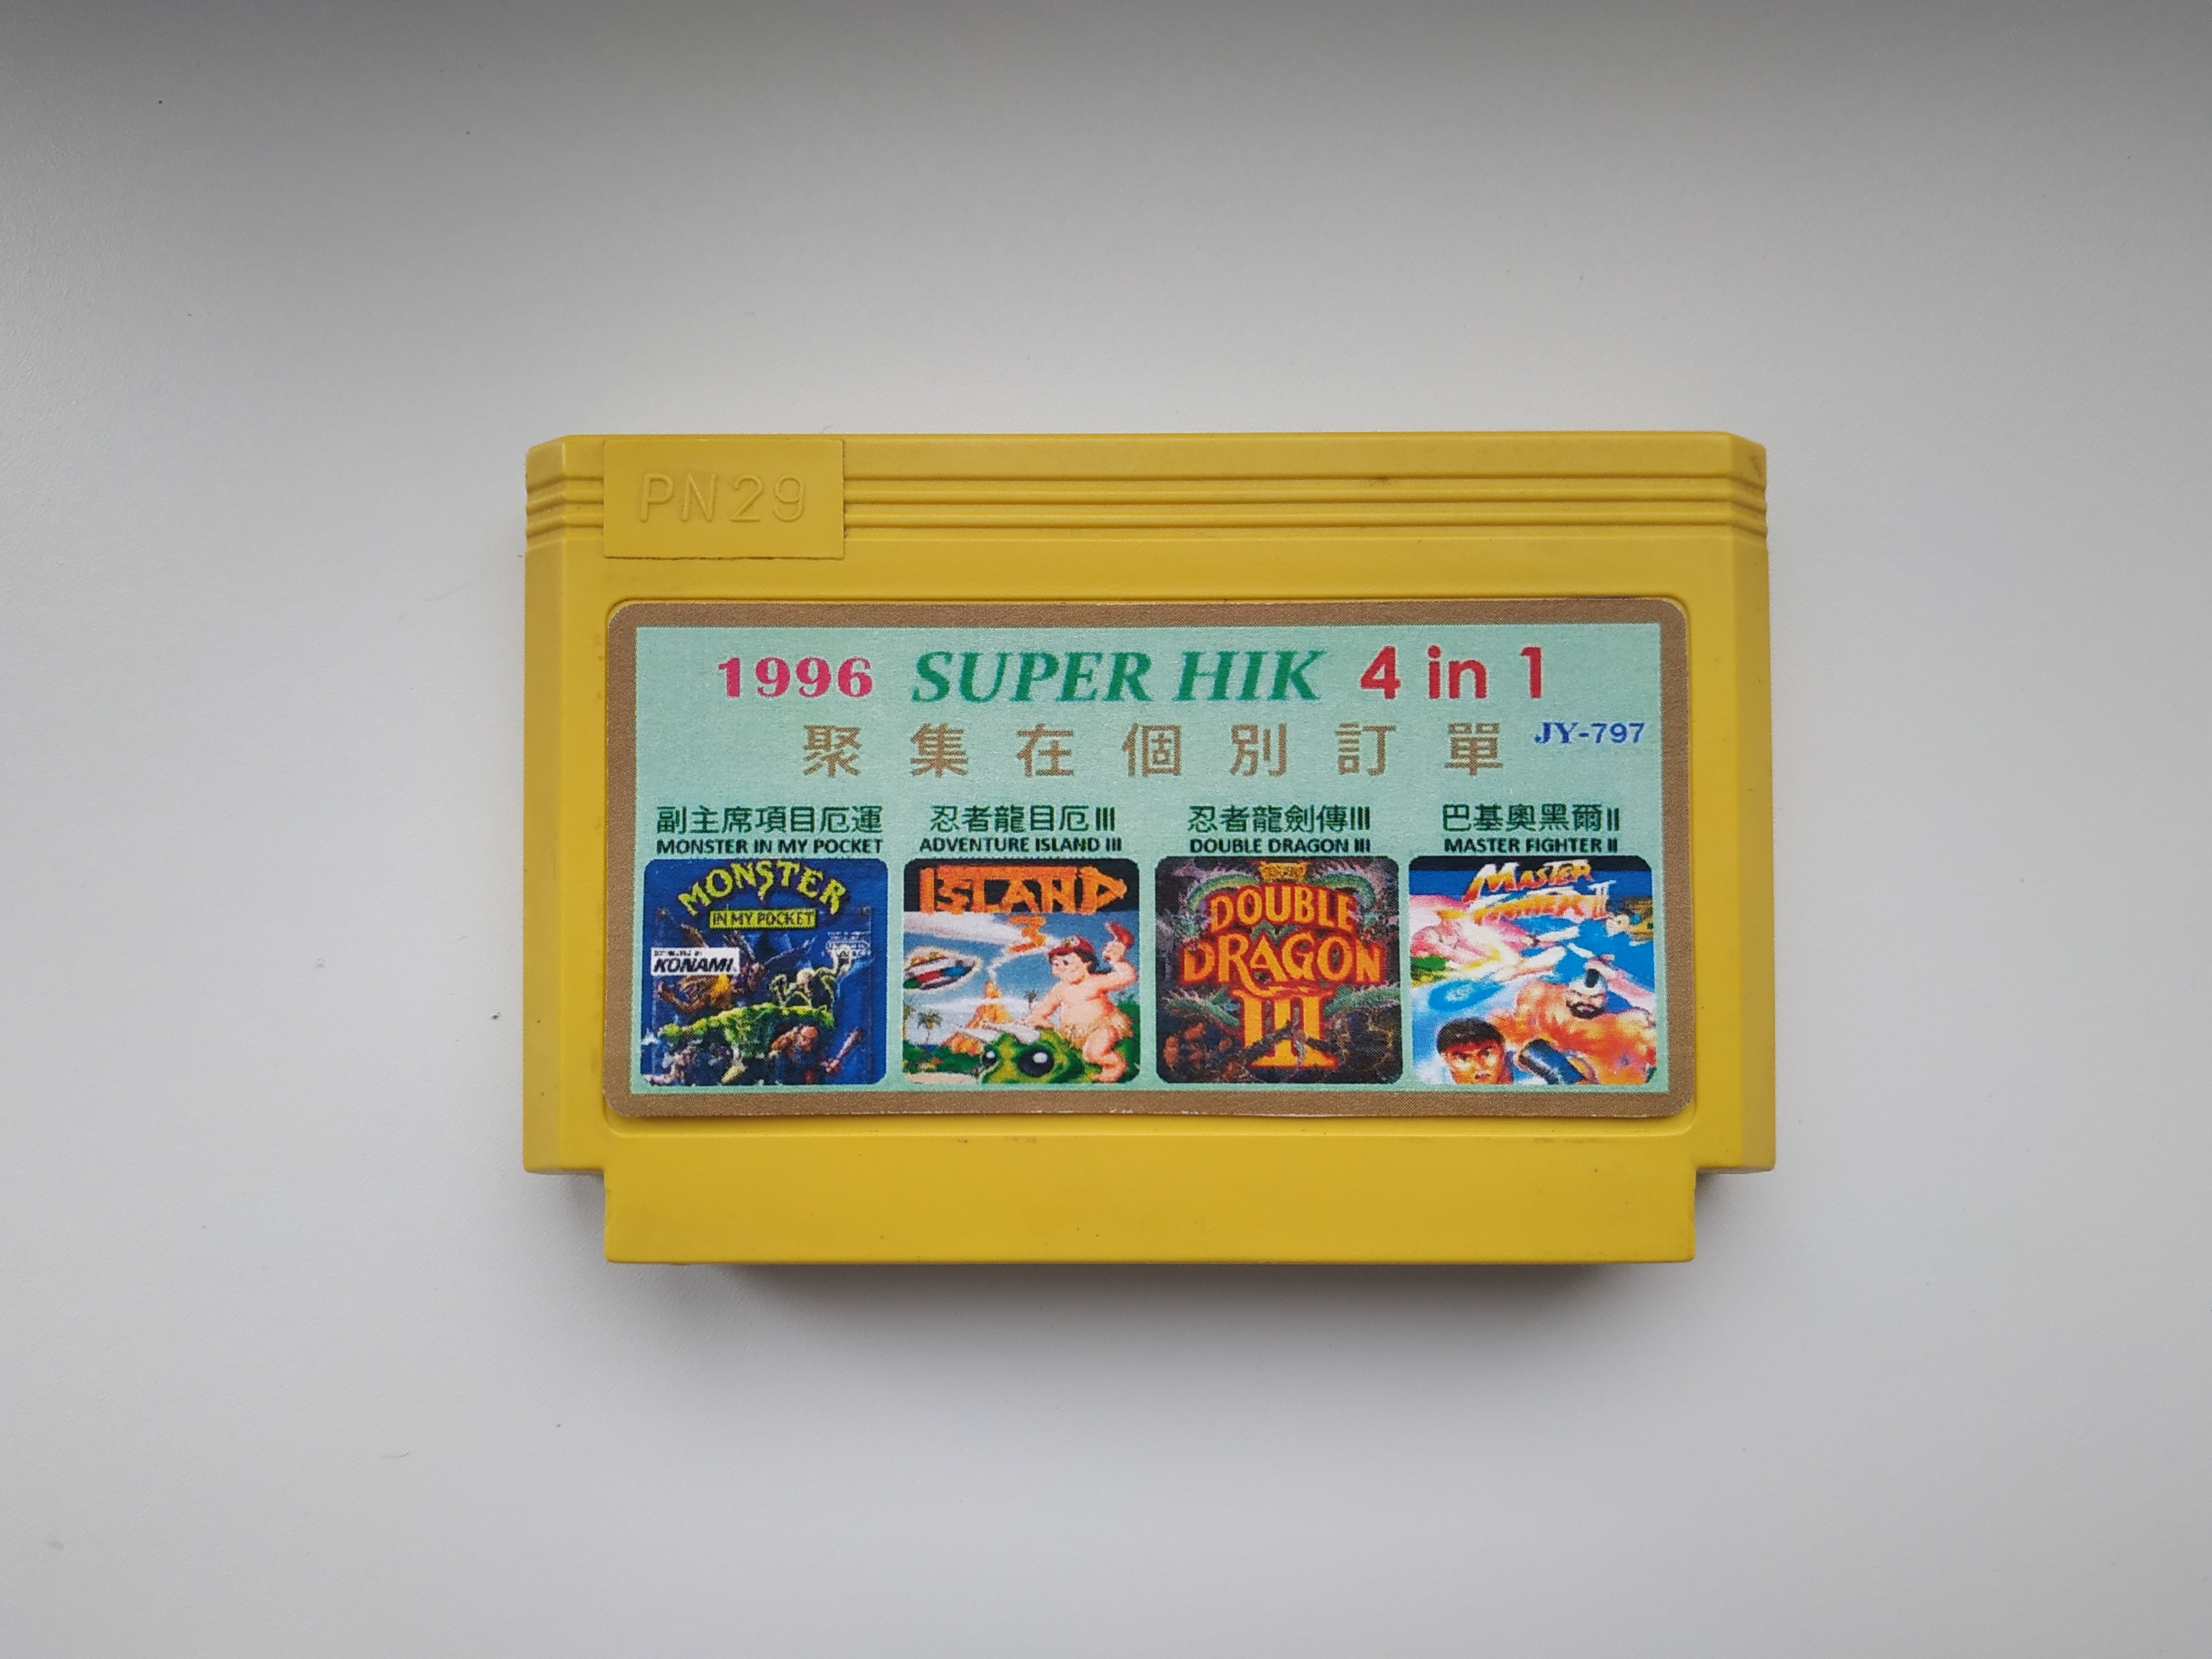 PN29
1996 SUPER HIK 4 in 1
聚集在個別訂單 JY-797
副主席項目厄運
MONSTER IN MY POCKET
忍者龍目厄III
ADVENTURE ISLAND III
忍者龍劍傳III
DOUBLE DRAGON III
巴基奧黑爾II
MASTER FIGHTER II
MONSTER
IN MY POCKET
KONAMI
ISLAND
3
DOUBLE
DRAGON
III
MASTER
FIGHTER II